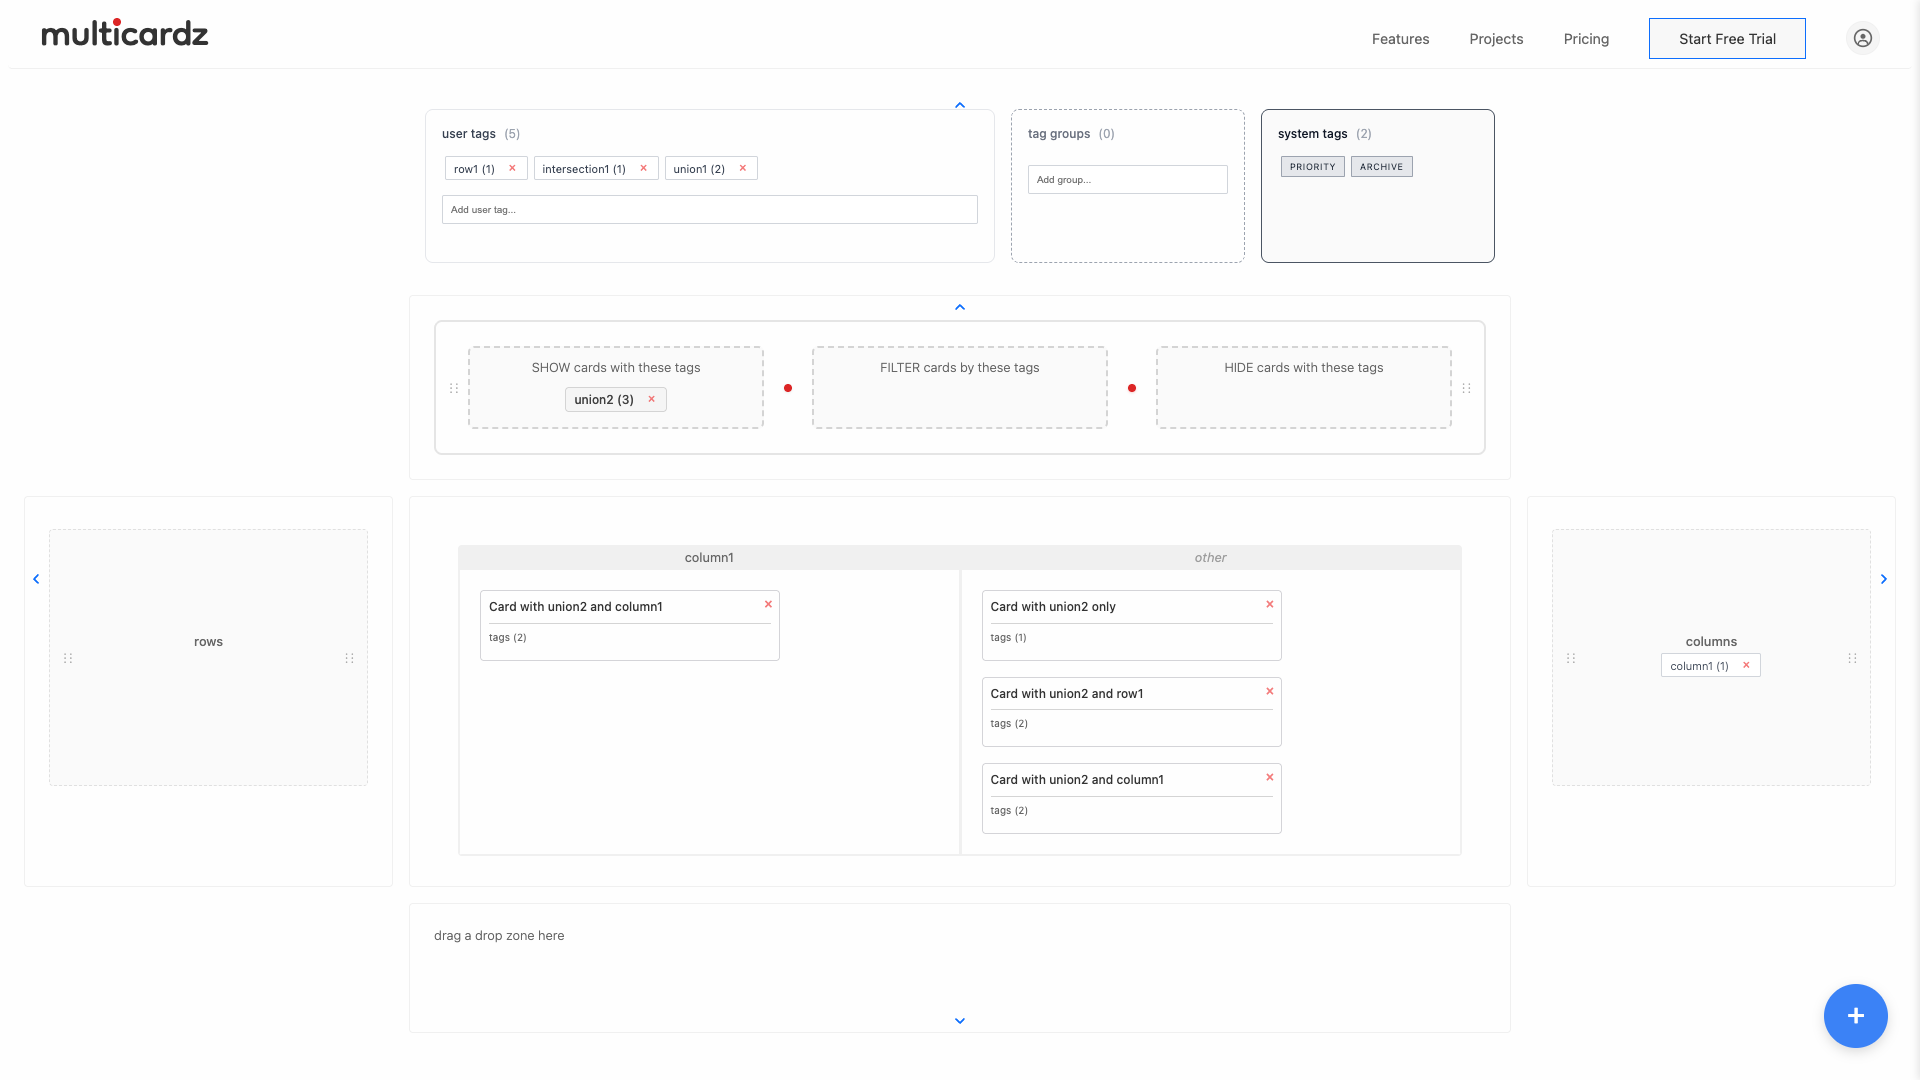 multicardz
Features
Projects
Pricing
Start Free Trial
user tags (5)
row1 (1) ×
intersection1 (1) ×
union1 (2) ×
Add user tag...
tag groups (0)
Add group...
system tags (2)
PRIORITY
ARCHIVE
SHOW cards with these tags
union2 (3) ×
FILTER cards by these tags
HIDE cards with these tags
rows
column1
other
Card with union2 and column1 ×
tags (2)
Card with union2 only ×
tags (1)
Card with union2 and row1 ×
tags (2)
Card with union2 and column1 ×
tags (2)
columns
column1 (1) ×
drag a drop zone here
+